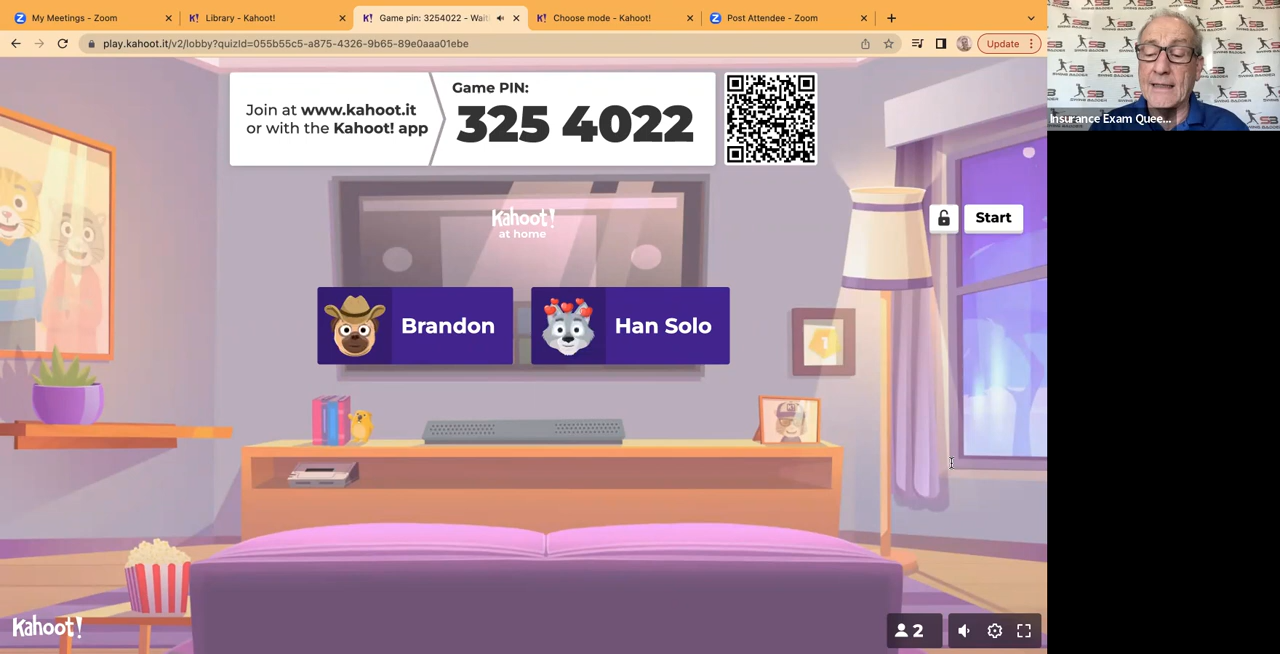 My Meetings - Zoom
Library - Kahoot!
Game pin: 3254022 - Wait
Choose mode - Kahoot!
Post Attendee - Zoom
play.kahoot.it/v2/lobby?quizId=055b55c5-a875-4326-9b65-89e0aaa01ebe
Update
Join at www.kahoot.it
or with the Kahoot! app
Game PIN:
325 4022
Insurance Exam Quee...
Kahoot!
at home
Start
Brandon
Han Solo
1
Kahoot!
2